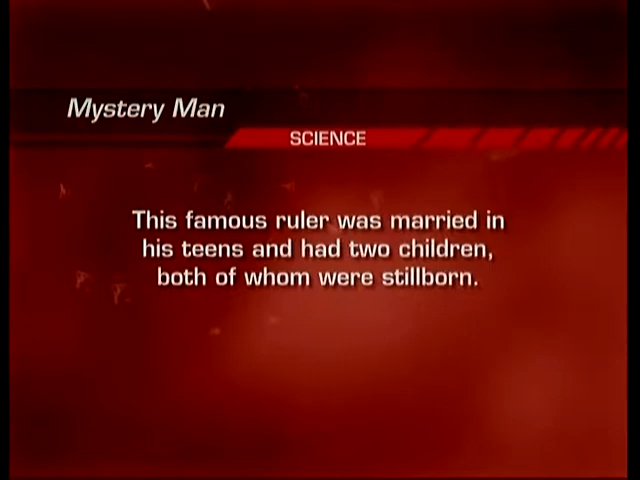 Mystery Man
SCIENCE
This famous ruler was married in
his teens and had two children,
both of whom were stillborn.